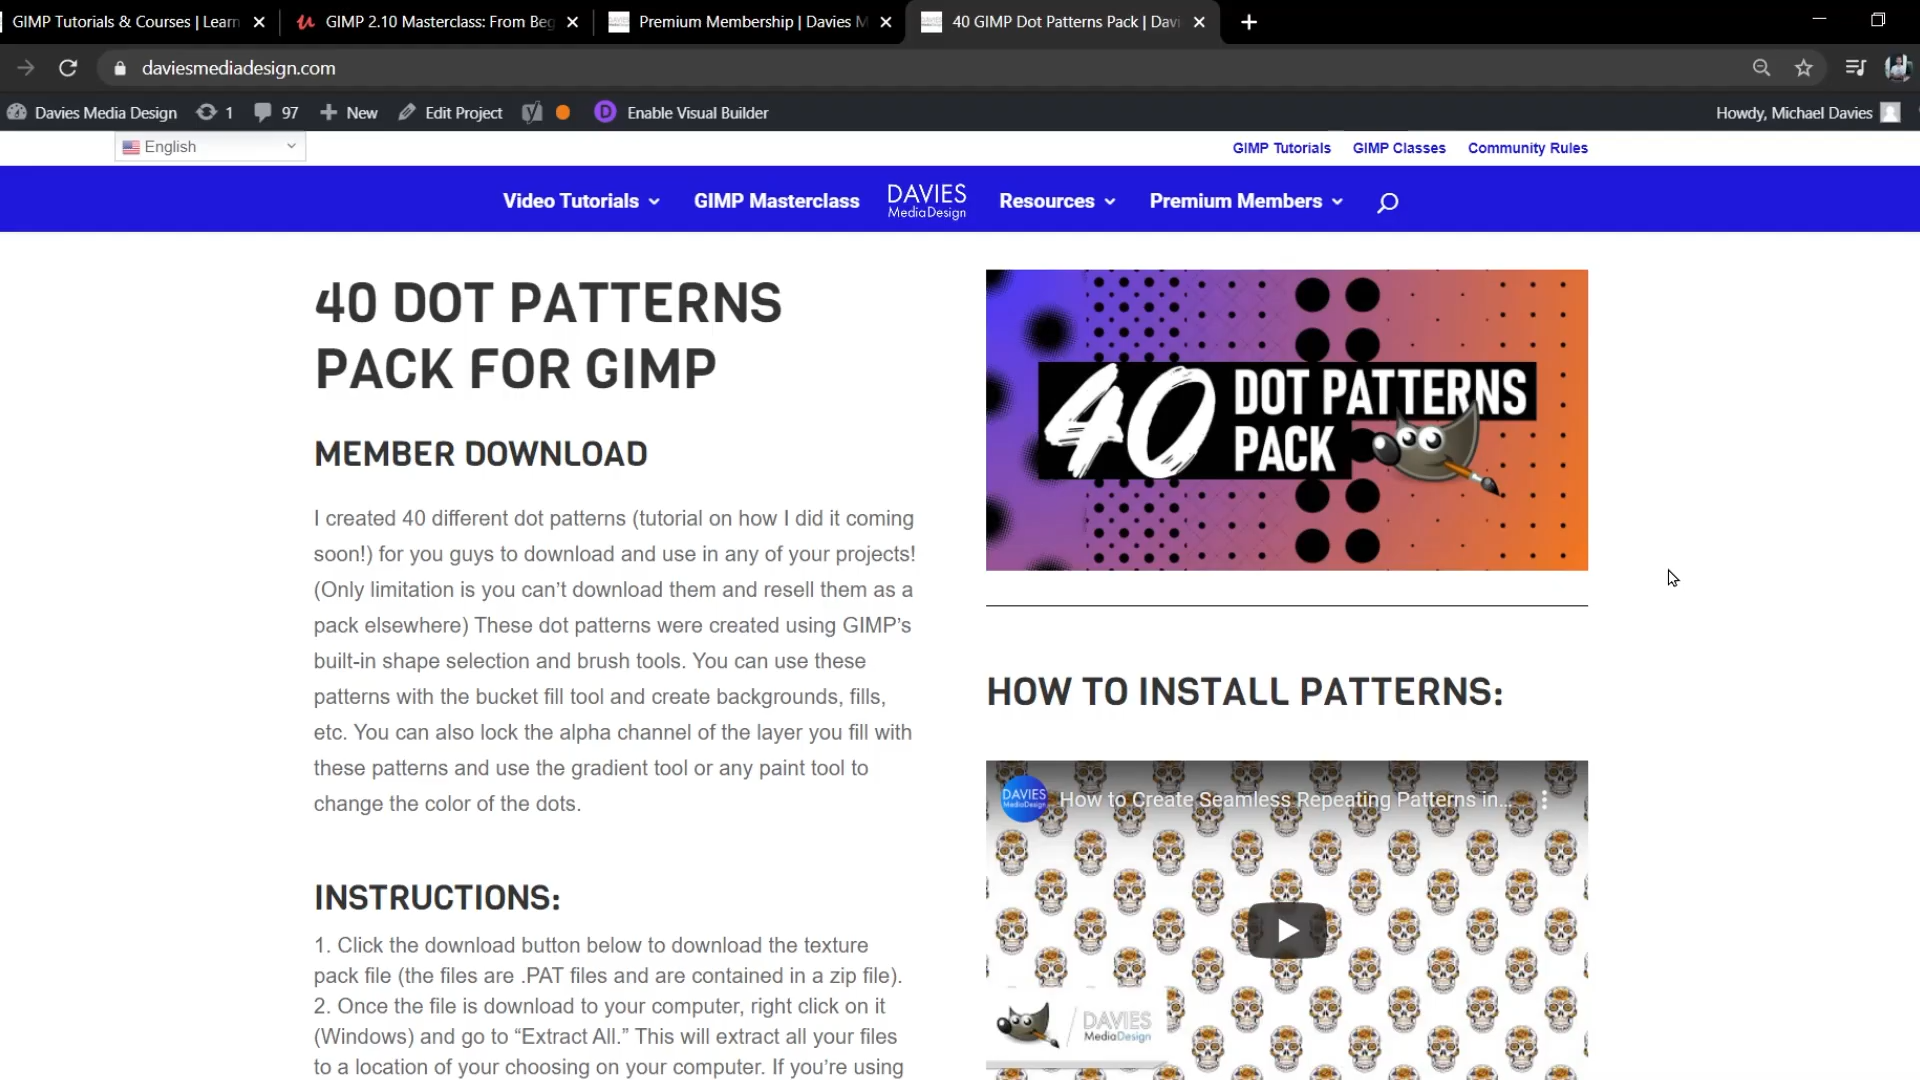 GIMP Tutorials & Courses | Learn
GIMP 2.10 Masterclass: From Beg
Premium Membership | Davies M
40 GIMP Dot Patterns Pack | Davi
daviesmediadesign.com
Davies Media Design
1
97
New
Edit Project
Enable Visual Builder
Howdy, Michael Davies
English
GIMP Tutorials
GIMP Classes
Community Rules
Video Tutorials
GIMP Masterclass
DAVIES
MediaDesign
Resources
Premium Members
40 DOT PATTERNS
PACK FOR GIMP
MEMBER DOWNLOAD
I created 40 different dot patterns (tutorial on how I did it coming
soon!) for you guys to download and use in any of your projects!
(Only limitation is you can’t download them and resell them as a
pack elsewhere) These dot patterns were created using GIMP’s
built-in shape selection and brush tools. You can use these
patterns with the bucket fill tool and create backgrounds, fills,
etc. You can also lock the alpha channel of the layer you fill with
these patterns and use the gradient tool or any paint tool to
change the color of the dots.
INSTRUCTIONS:
1. Click the download button below to download the texture
pack file (the files are .PAT files and are contained in a zip file).
2. Once the file is download to your computer, right click on it
(Windows) and go to “Extract All.” This will extract all your files
to a location of your choosing on your computer. If you’re using
40 DOT PATTERNS
PACK
HOW TO INSTALL PATTERNS:
DAVIES
MediaDesign
How to Create Seamless Repeating Patterns in...
DAVIES
MediaDesign